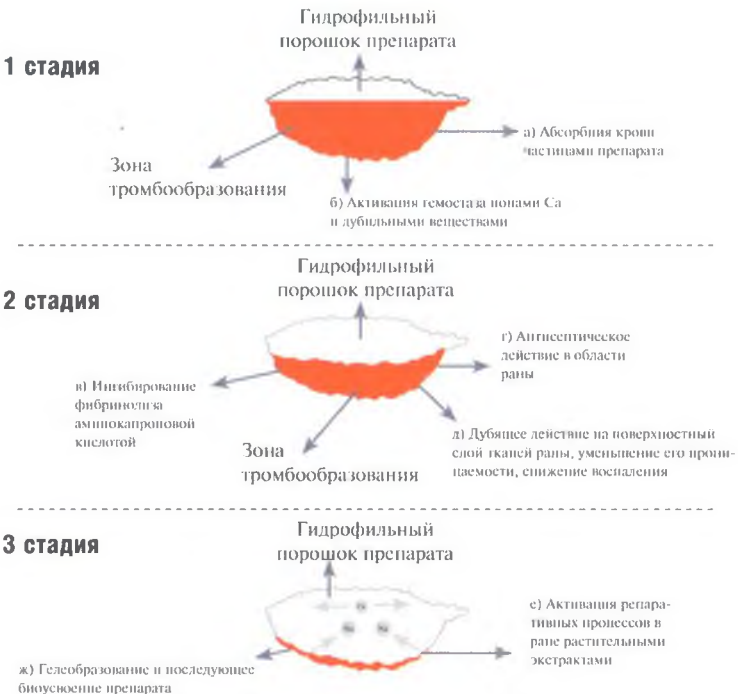 Гидрофильный
порошок препарата
1 стадия
а) Абсорбция крови
частицами препарата
Зона
тромбообразования
б) Активация гемостаза ионами Ca
и дубильными веществами
Гидрофильный
порошок препарата
2 стадия
г) Антисептическое
действие в области
раны
в) Ингибирование
фибринолиза
аминокапроновой
кислотой
д) Дубящее действие на поверхностный
слой тканей раны, уменьшение его прони-
цаемости, снижение воспаления
Зона
тромбообразования
Гидрофильный
порошок препарата
3 стадия
е) Активация репара-
тивных процессов в
ране растительными
экстрактами
ж) Гелеобразование и последующее
биоусвоение препарата